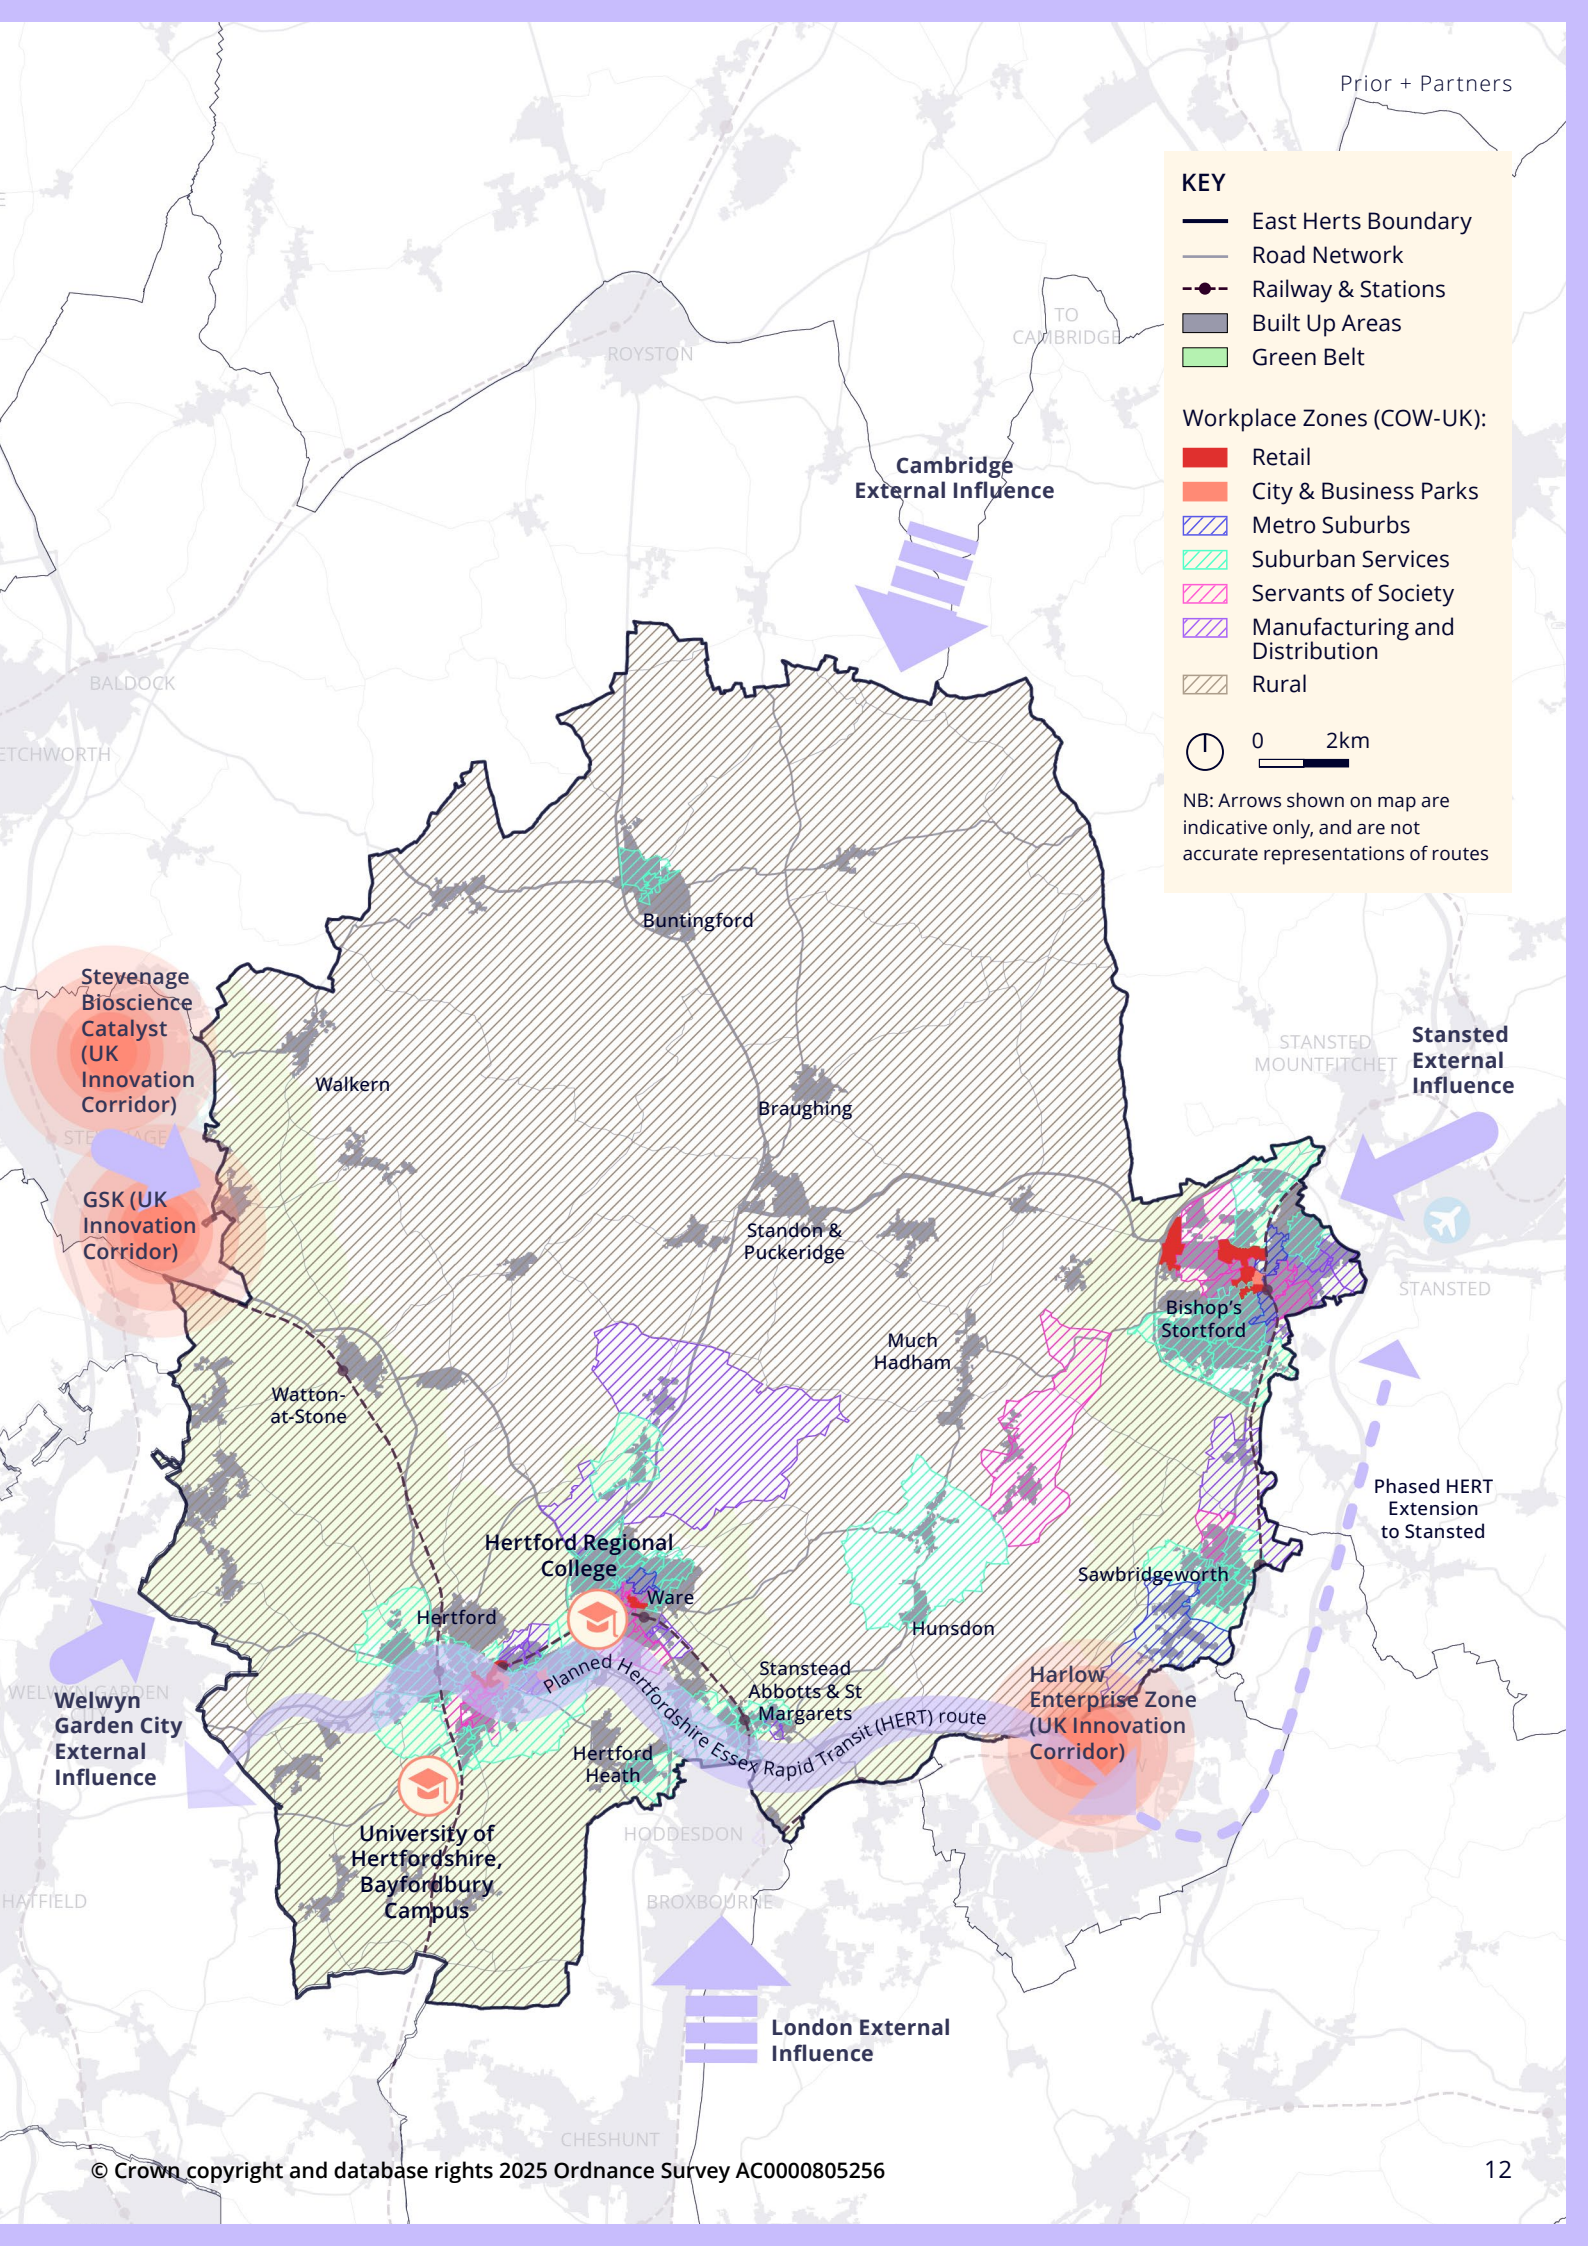 Prior + Partners
KEY
East Herts Boundary
Road Network
Railway & Stations
Built Up Areas
Green Belt
Workplace Zones (COW-UK):
Retail
City & Business Parks
Metro Suburbs
Suburban Services
Servants of Society
Manufacturing and
Distribution
Rural
0 2km
NB: Arrows shown on map are
indicative only, and are not
accurate representations of routes
TO
CAMBRIDGE
ROYSTON
Cambridge
External Influence
BALDOCK
ETCHWORTH
Buntingford
Stevenage
Bioscience
Catalyst
(UK
Innovation
Corridor)
STEVENAGE
GSK (UK
Innovation
Corridor)
Walkern
Braughing
STANSTED
MOUNTFITCHET
Stansted
External
Influence
STANSTED
Standon &
Puckeridge
Bishop's
Stortford
Much
Hadham
Watton-
at-Stone
Phased HERT
Extension
to Stansted
Hertford Regional
College
Ware
Hertford
Sawbridgeworth
Hunsdon
Planned Hertfordshire Essex Rapid Transit (HERT) route
Stanstead
Abbotts & St
Margarets
Harlow
Enterprise Zone
(UK Innovation
Corridor)
WELWYN GARDEN
Welwyn
Garden City
External
Influence
Hertford
Heath
University of
Hertfordshire,
Bayfordbury
Campus
HODDESDON
BROXBOURNE
HATFIELD
London External
Influence
CHESHUNT
© Crown copyright and database rights 2025 Ordnance Survey AC0000805256
12